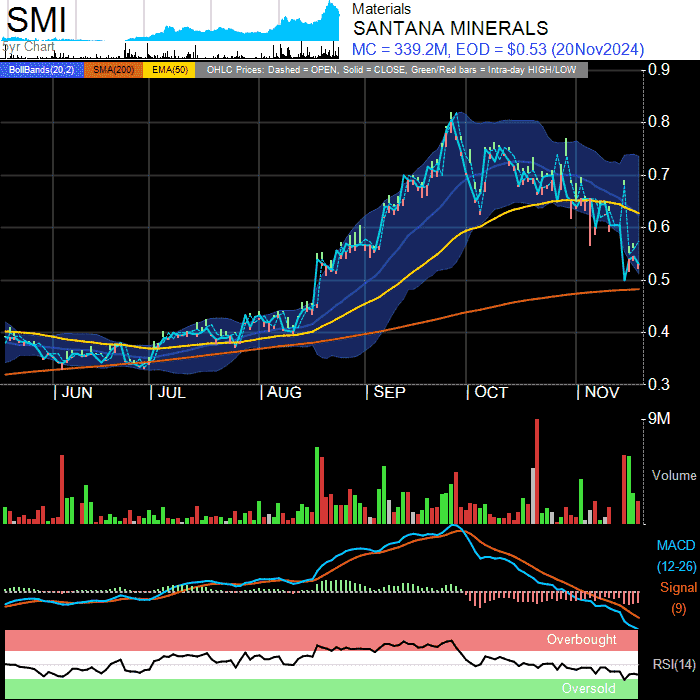 SMI
5yr Chart
Materials
SANTANA MINERALS
MC = 339.2M, EOD = $0.53 (20Nov2024)
BollBands(20,2) SMA(200) EMA(50) OHLC Prices: Dashed = OPEN, Solid = CLOSE, Green/Red bars = Intra-day HIGH/LOW
0.9
0.8
0.7
0.6
0.5
0.4
0.3
JUN JUL AUG SEP OCT NOV
9M
Volume
MACD
(12-26)
Signal
(9)
Overbought
RSI(14)
Oversold